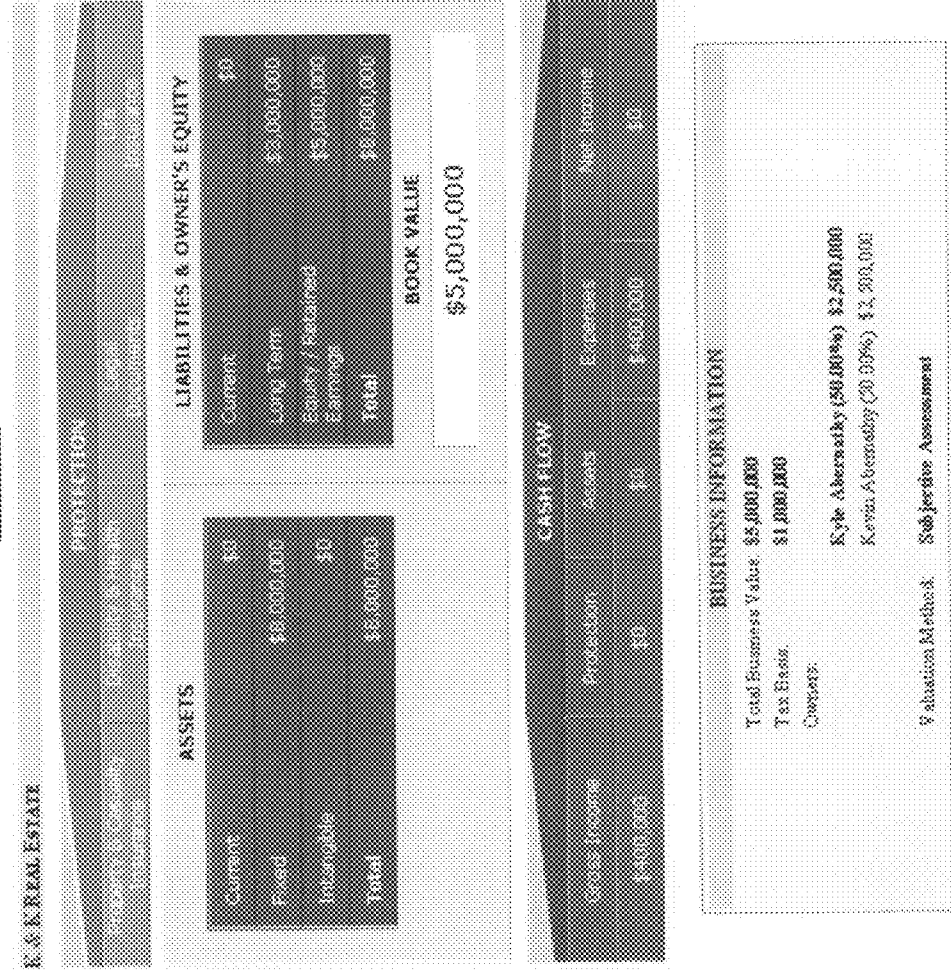 K & K REAL ESTATE
PROTECTION
ASSETS
Current $0
Fixed $8,000,000
Intangible $0
Total $8,000,000
LIABILITIES & OWNER'S EQUITY
Current $0
Long Term $3,000,000
Equity / Retained
Earnings $5,000,000
Total $8,000,000
BOOK VALUE
$5,000,000
CASH FLOW
Gross Income Protection Assets Expenses Net Income
$400,000 $0 $0 $400,000 $0
BUSINESS INFORMATION
Total Business Value: $5,000,000
Tax Basis: $1,000,000
Owners:
Kyle Abernathy (50.00%) $2,500,000
Kevin Abernathy (50.00%) $2,500,000
Valuation Method: Subjective Assessment